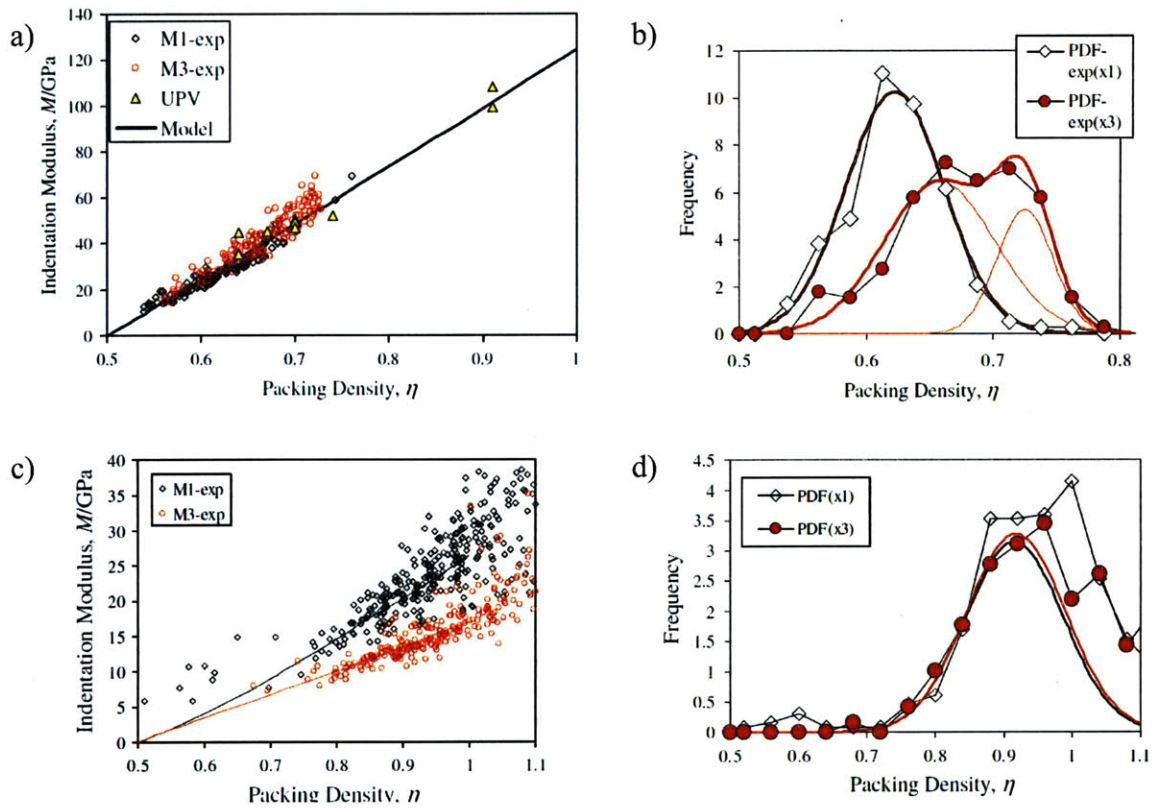 a)
Indentation Modulus, M/GPa
140
120
100
80
60
40
20
0
M1-exp
M3-exp
UPV
Model
0.5 0.6 0.7 0.8 0.9 1
Packing Density, η
b)
Frequency
12
10
8
6
4
2
0
PDF-
exp(x1)
PDF-
exp(x3)
0.5 0.6 0.7 0.8
Packing Density, η
c)
Indentation Modulus, M/GPa
40
35
30
25
20
15
10
5
0
M1-exp
M3-exp
0.5 0.6 0.7 0.8 0.9 1 1.1
Packing Density, η
d)
Frequency
4.5
4
3.5
3
2.5
2
1.5
1
0.5
0
PDF(x1)
PDF(x3)
0.5 0.6 0.7 0.8 0.9 1 1.1
Packing Density, η